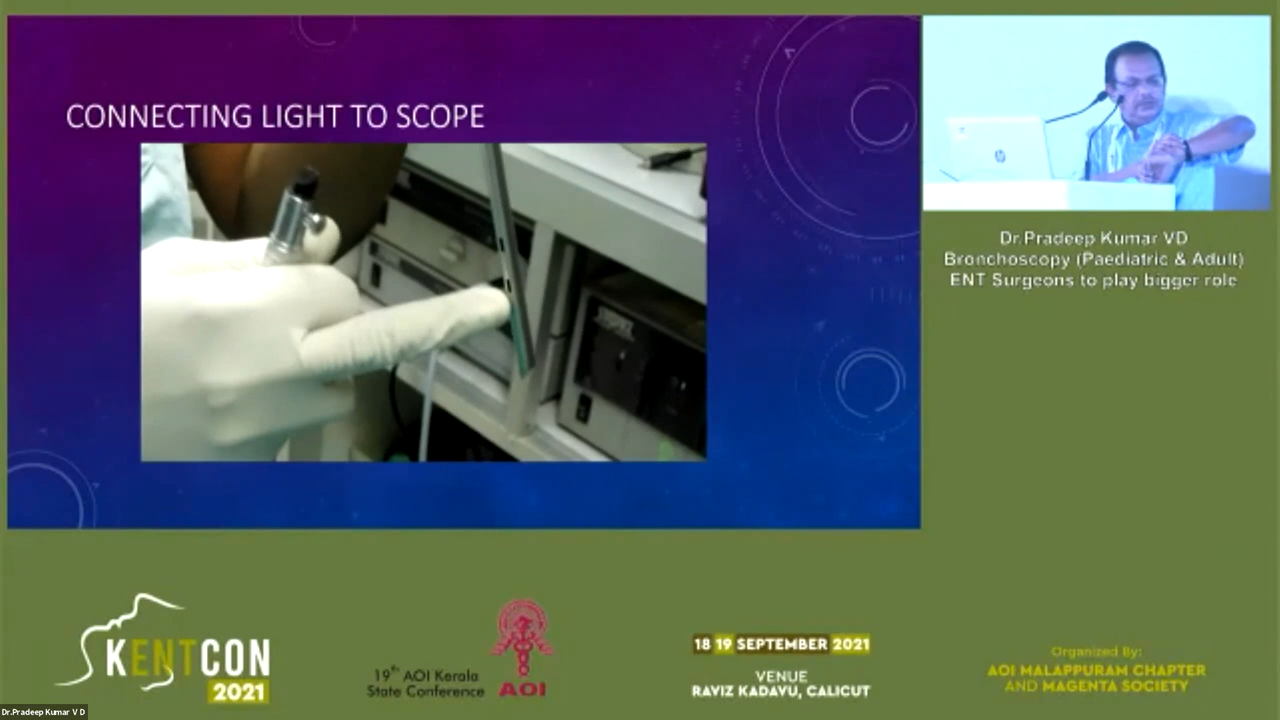 CONNECTING LIGHT TO SCOPE
hp
Dr.Pradeep Kumar VD
Bronchoscopy (Paediatric & Adult)
ENT Surgeons to play bigger role
KENTCON
2021
19th AOI Kerala
State Conference
AOI
18 19 SEPTEMBER 2021
VENUE
RAVIZ KADAVU, CALICUT
Organized By:
AOI MALAPPURAM CHAPTER
AND MAGENTA SOCIETY
Dr.Pradeep Kumar V D